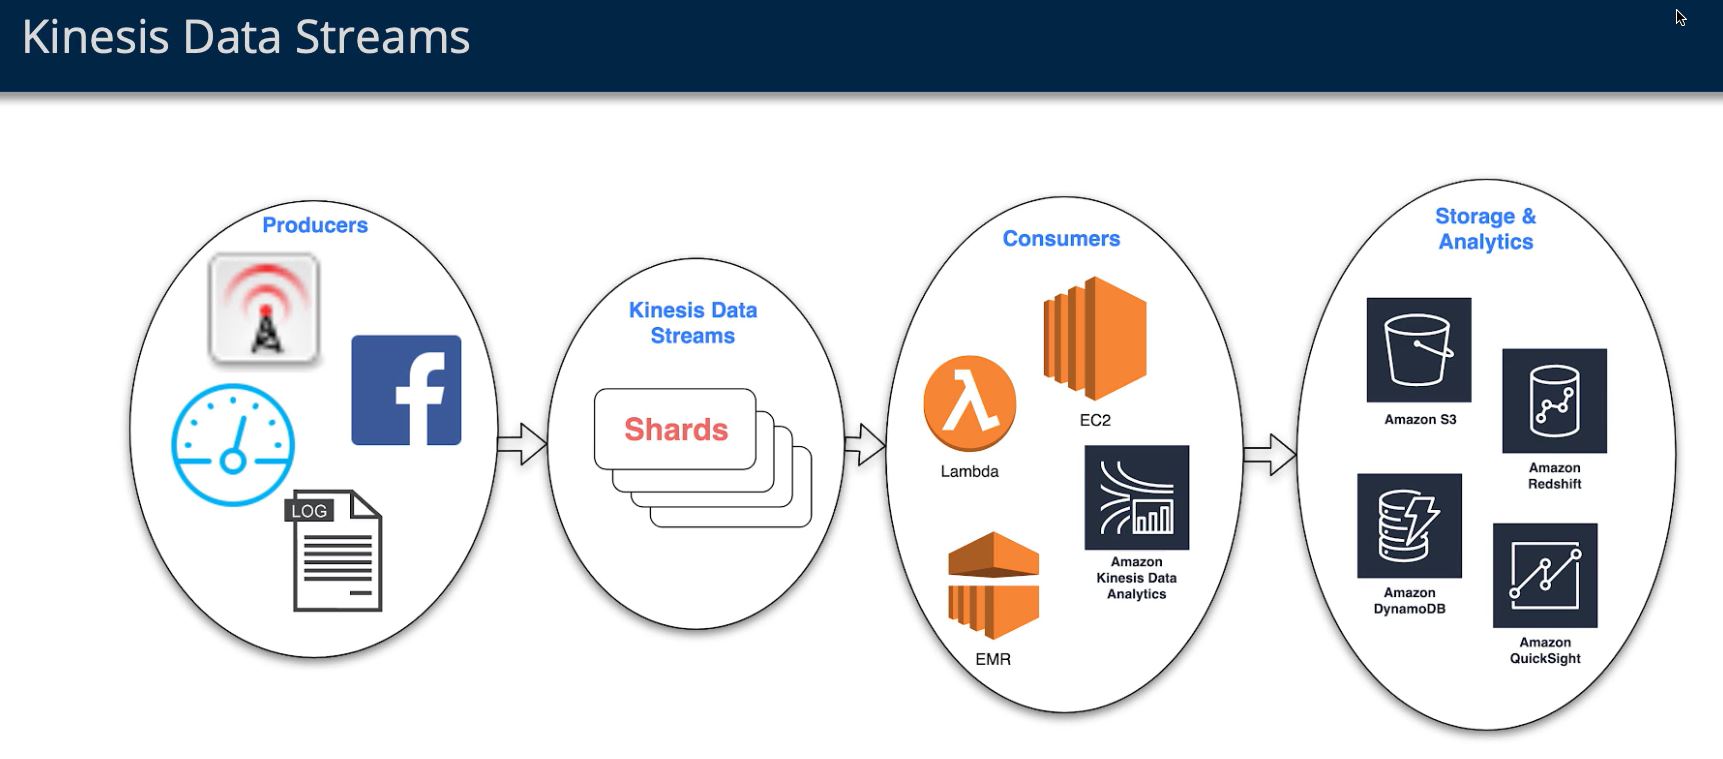 Kinesis Data Streams
Producers
LOG
Kinesis Data
Streams
Shards
Consumers
EC2
Lambda
Amazon
Kinesis Data
Analytics
EMR
Storage &
Analytics
Amazon S3
Amazon
Redshift
Amazon
DynamoDB
Amazon
QuickSight